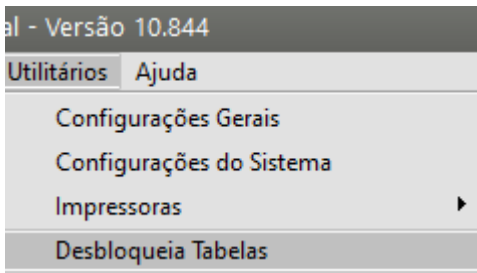 al - Versão 10.844
Utilitários Ajuda
Configurações Gerais
Configurações do Sistema
Impressoras
Desbloqueia Tabelas